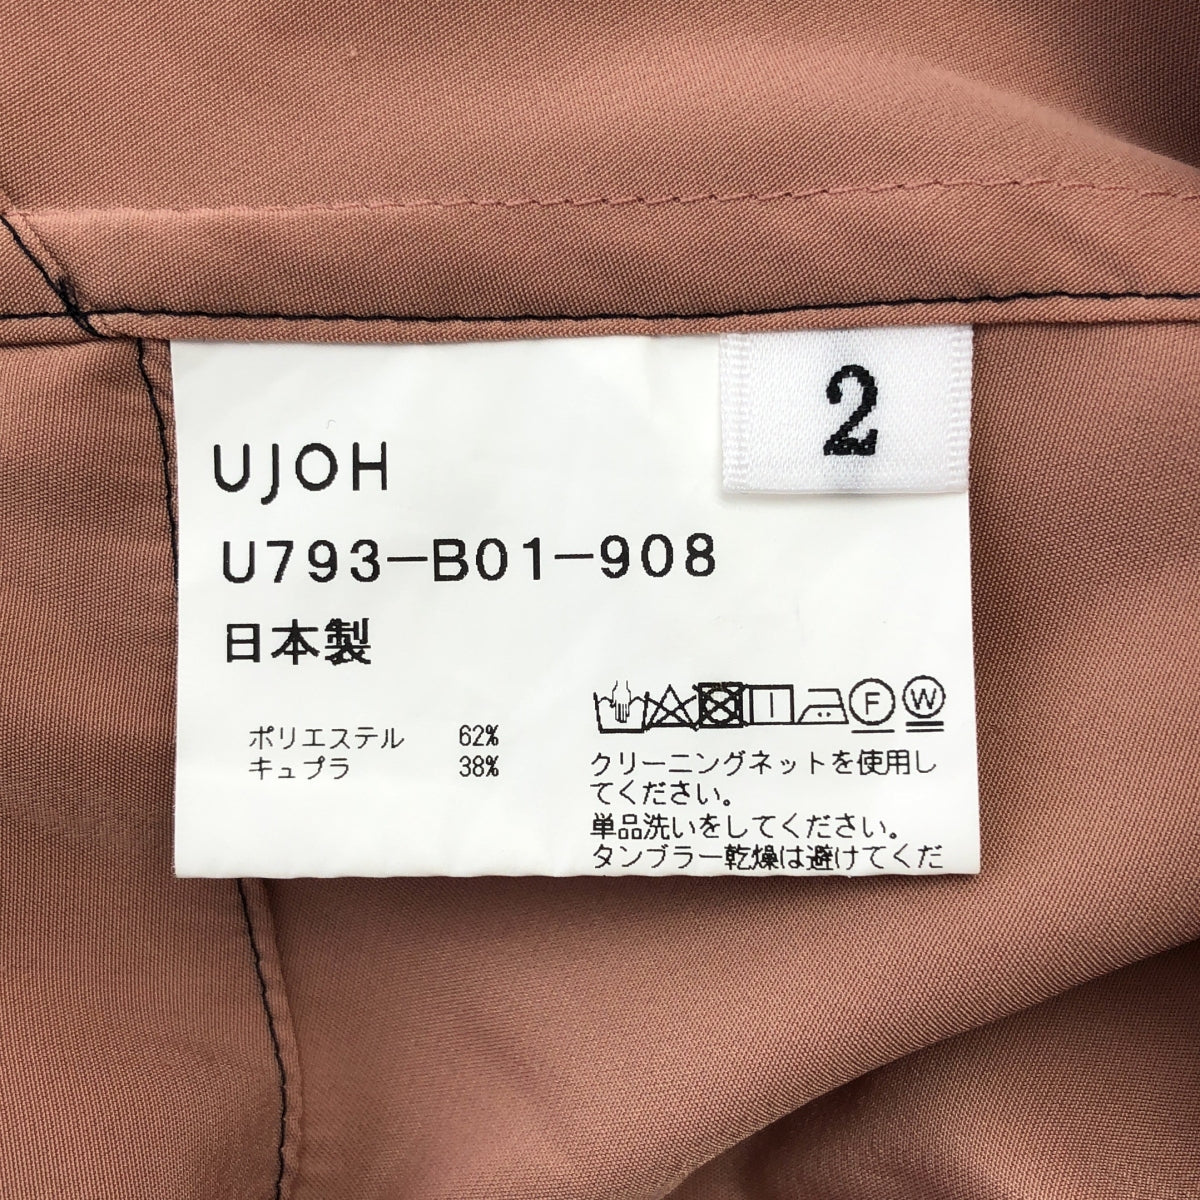 2
UJOH
U793-B01-908
日本製
ポリエステル 62%
キュプラ 38%
F W
クリーニングネットを使用し
てください。
単品洗いをしてください。
タンブラー乾燥は避けてくだ